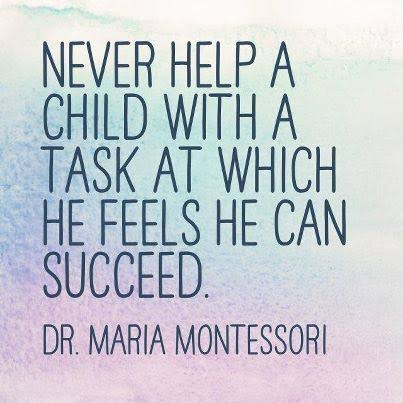 NEVER HELP A
CHILD WITH A
TASK AT WHICH
HE FEELS HE CAN
SUCCEED.
DR. MARIA MONTESSORI